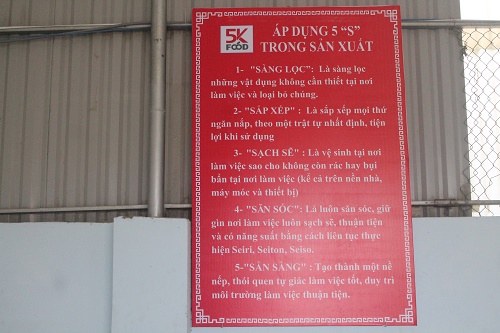 5K
FOOD
ÁP DỤNG 5 “S”
TRONG SẢN XUẤT
1- "SÀNG LỌC": Là sàng lọc
những vật dụng không cần thiết tại nơi
làm việc và loại bỏ chúng.
2- "SẮP XẾP" : Là sắp xếp mọi thứ
ngăn nắp, theo một trật tự nhất định, tiện
lợi khi sử dụng
3- "SẠCH SẼ" : Là vệ sinh tại nơi
làm việc sao cho không còn rác hay bụi
bẩn tại nơi làm việc (kể cả trên nền nhà,
máy móc và thiết bị)
4- "SĂN SÓC": Là luôn săn sóc, giữ
gìn nơi làm việc luôn sạch sẽ, thuận tiện
và có năng suất bằng cách liên tục thực
hiện Seiri, Seiton, Seiso.
5-"SẴN SÀNG" : Tạo thành một nề
nếp, thói quen tự giác làm việc tốt, duy trì
môi trường làm việc thuận tiện.